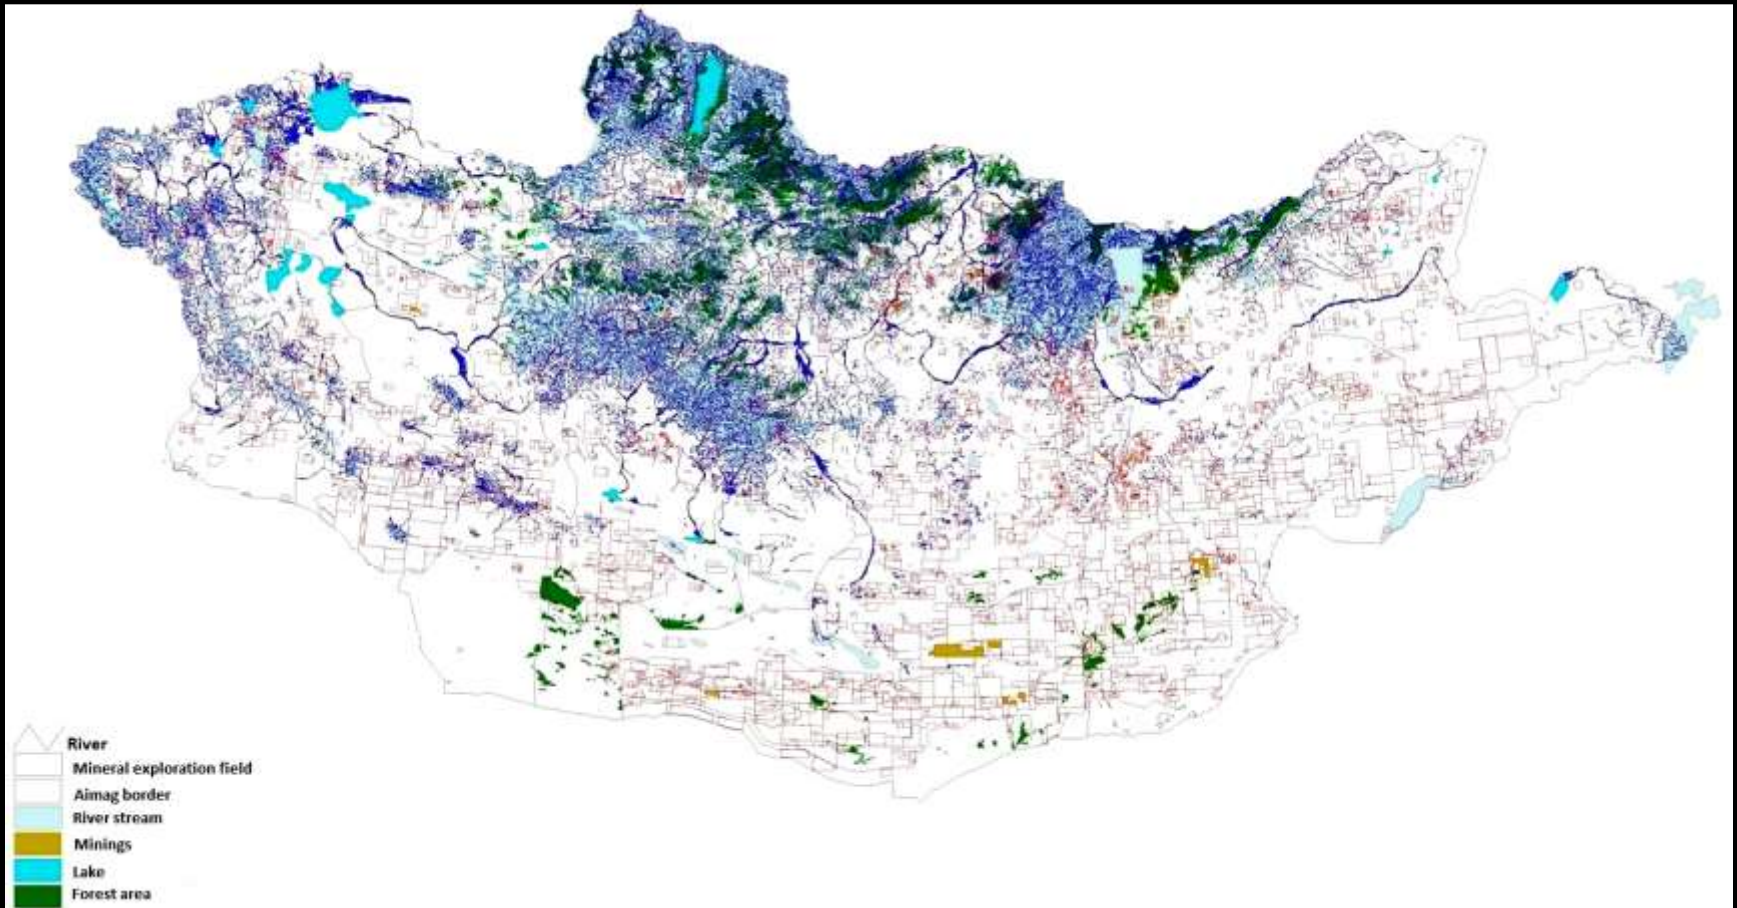 River
Mineral exploration field
Aimag border
River stream
Minings
Lake
Forest area